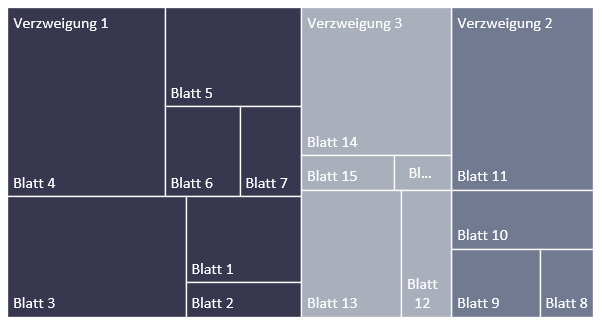 Verzweigung 1
Blatt 5
Blatt 4
Blatt 6
Blatt 7
Blatt 3
Blatt 1
Blatt 2
Verzweigung 3
Blatt 14
Blatt 15
Bl...
Blatt 13
Blatt
12
Verzweigung 2
Blatt 11
Blatt 10
Blatt 9
Blatt 8